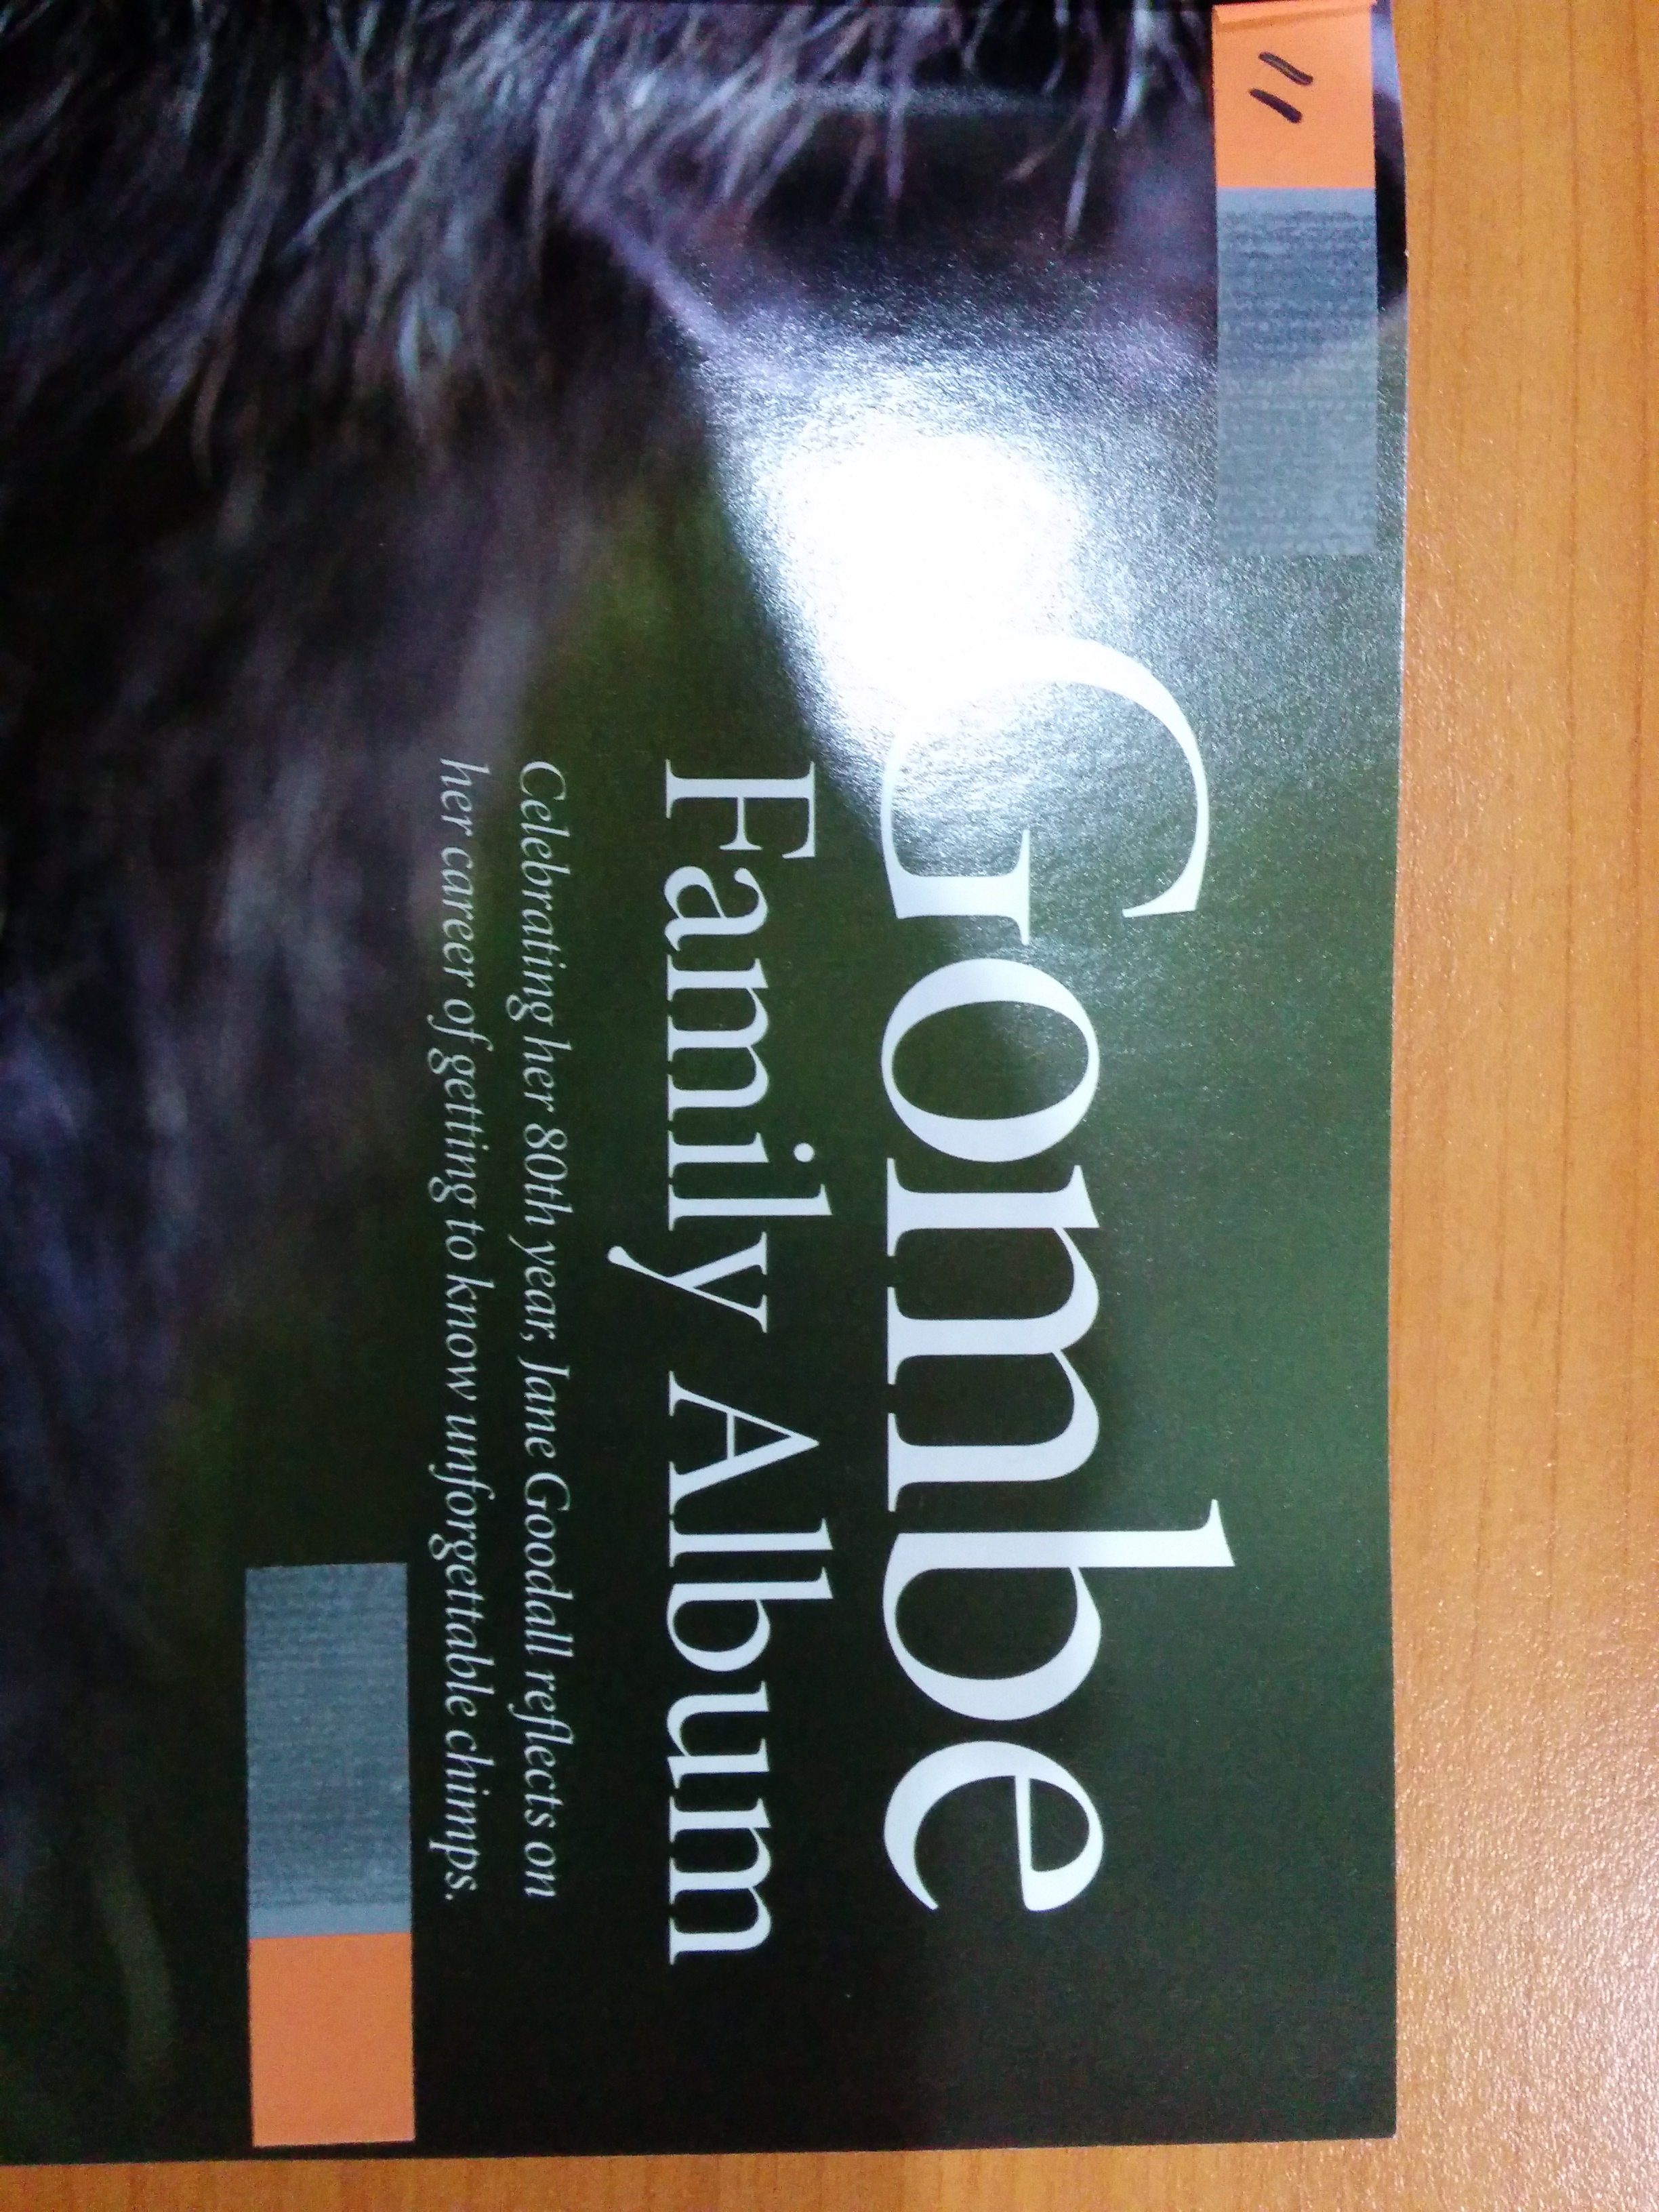 11
Gombe
Family Album
Celebrating her 80th year, Jane Goodall reflects on
her career of getting to know unforgettable chimps.